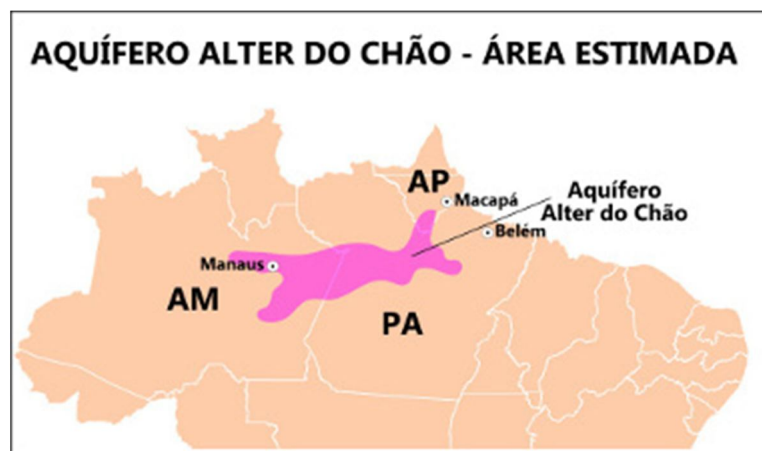 AQUÍFERO ALTER DO CHÃO - ÁREA ESTIMADA
AP
Macapá
Aquífero
Alter do Chão
Belém
Manaus
AM
PA